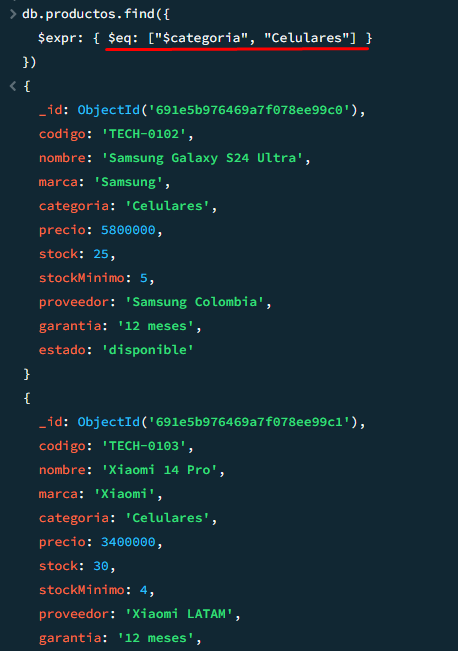 > db.productos.find({
$expr: { $eq: ["$categoria", "Celulares"] }
})
< {
_id: ObjectId('691e5b976469a7f078ee99c0'),
codigo: 'TECH-0102',
nombre: 'Samsung Galaxy S24 Ultra',
marca: 'Samsung',
categoria: 'Celulares',
precio: 5800000,
stock: 25,
stockMinimo: 5,
proveedor: 'Samsung Colombia',
garantia: '12 meses',
estado: 'disponible'
}
{
_id: ObjectId('691e5b976469a7f078ee99c1'),
codigo: 'TECH-0103',
nombre: 'Xiaomi 14 Pro',
marca: 'Xiaomi',
categoria: 'Celulares',
precio: 3400000,
stock: 30,
stockMinimo: 4,
proveedor: 'Xiaomi LATAM',
garantia: '12 meses',